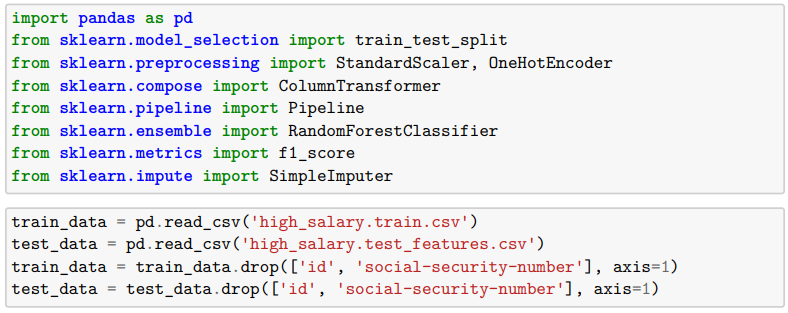 import pandas as pd
from sklearn.model_selection import train_test_split
from sklearn.preprocessing import StandardScaler, OneHotEncoder
from sklearn.compose import ColumnTransformer
from sklearn.pipeline import Pipeline
from sklearn.ensemble import RandomForestClassifier
from sklearn.metrics import f1_score
from sklearn.impute import SimpleImputer
train_data = pd.read_csv('high_salary.train.csv')
test_data = pd.read_csv('high_salary.test_features.csv')
train_data = train_data.drop(['id', 'social-security-number'], axis=1)
test_data = test_data.drop(['id', 'social-security-number'], axis=1)